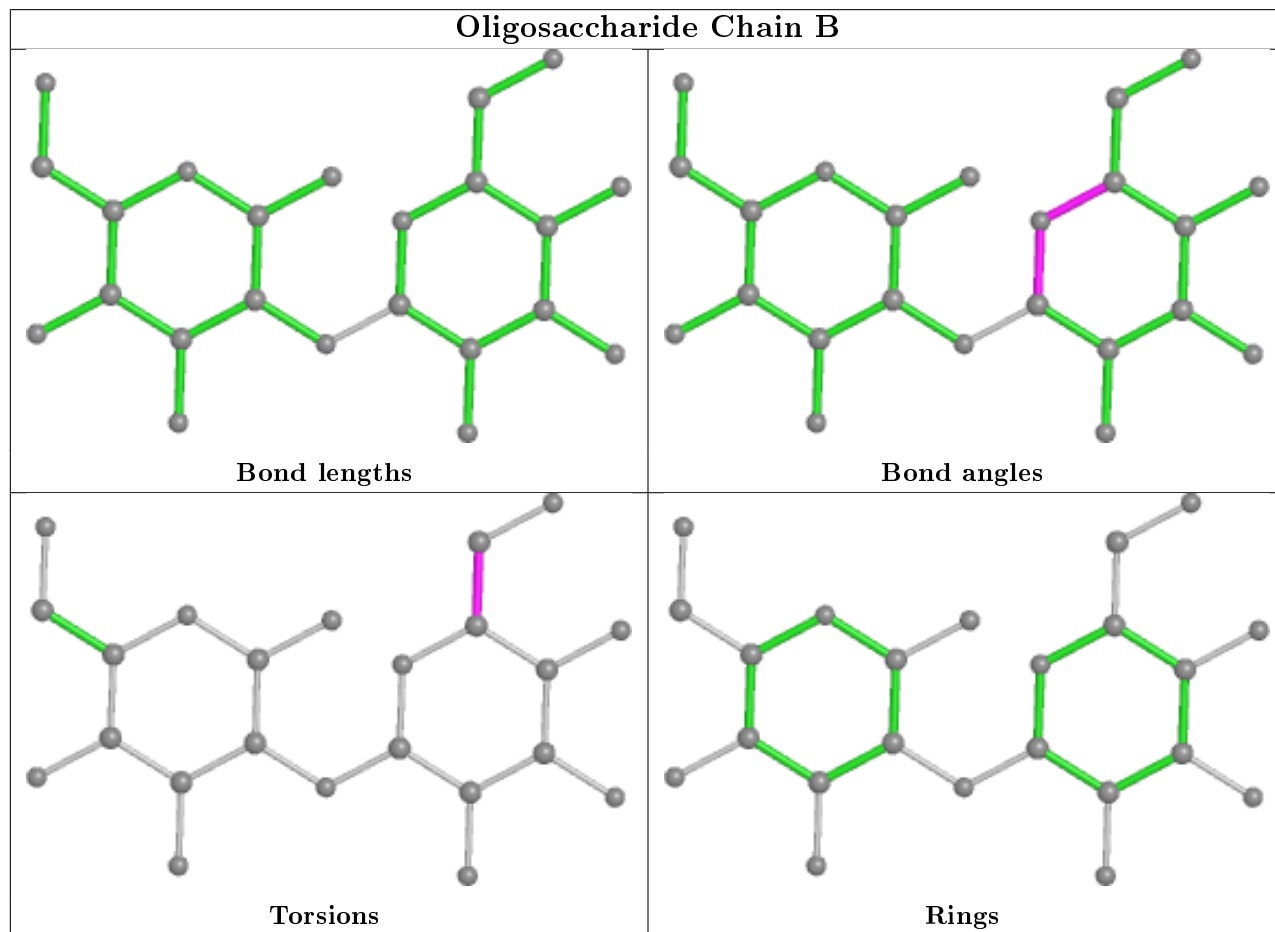 Oligosaccharide Chain B
Bond lengths
Bond angles
Torsions
Rings